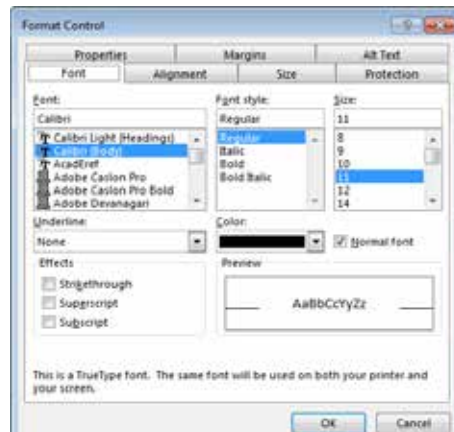 Format Control
Properties Margins Alt Text
Font Alignment Size Protection
Font: Font style: Size:
Calibri Regular 11
Calibri Light (Headings) Regular 8
Calibri (Body) Italic 9
AcadEref Bold 10
Adobe Caslon Pro Bold Italic 11
Adobe Caslon Pro Bold 12
Adobe Devanagari 14
Underline: Color:
None Normal font
Effects Preview
Strikethrough
Superscript AaBbCcYyZz
Subscript
This is a TrueType font. The same font will be used on both your printer and
your screen.
OK Cancel